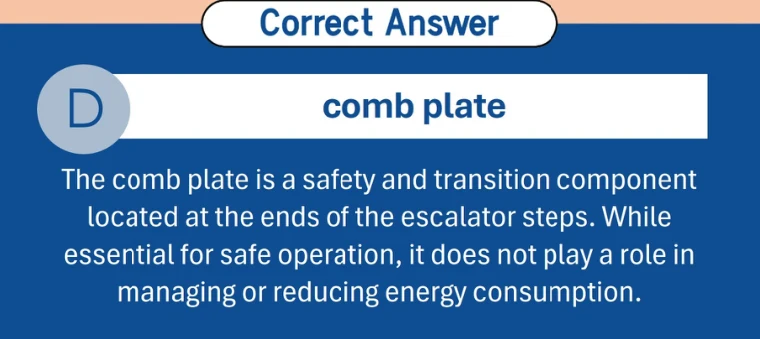 Correct Answer
D
comb plate
The comb plate is a safety and transition component
located at the ends of the escalator steps. While
essential for safe operation, it does not play a role in
managing or reducing energy consumption.